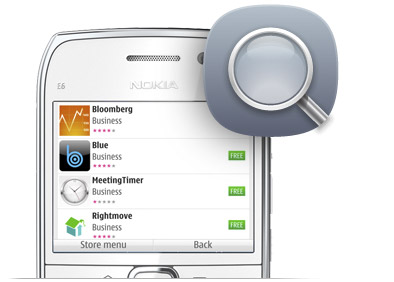 E6
NOKIA
Bloomberg
Business
Blue
Business
FREE
MeetingTimer
Business
FREE
Rightmove
Business
FREE
Store menu Back